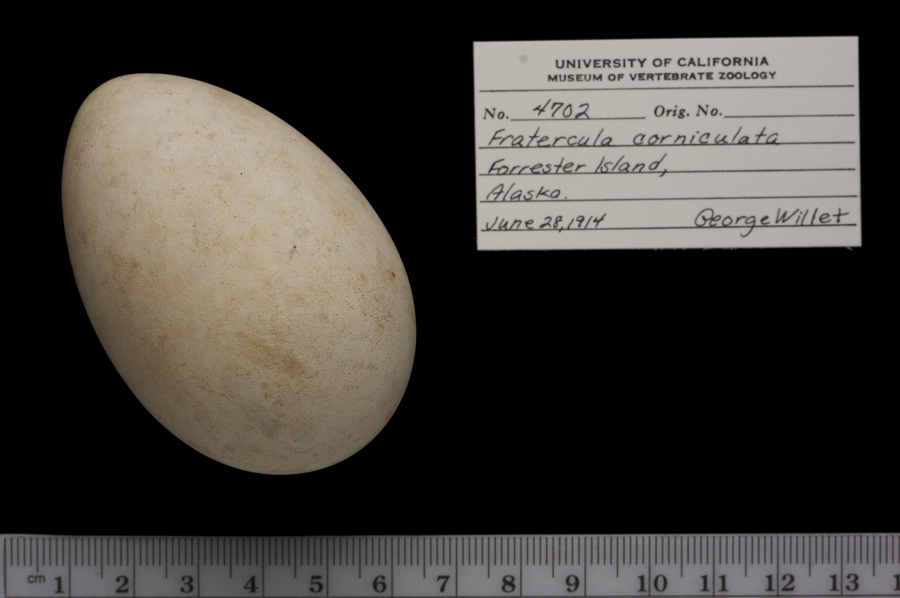 UNIVERSITY OF CALIFORNIA
MUSEUM OF VERTEBRATE ZOOLOGY
No. 4702 Orig. No.
Fratercula corniculata
Forrester Island,
Alaska.
June 28, 1914 George Willet
cm 1 2 3 4 5 6 7 8 9 10 11 12 13